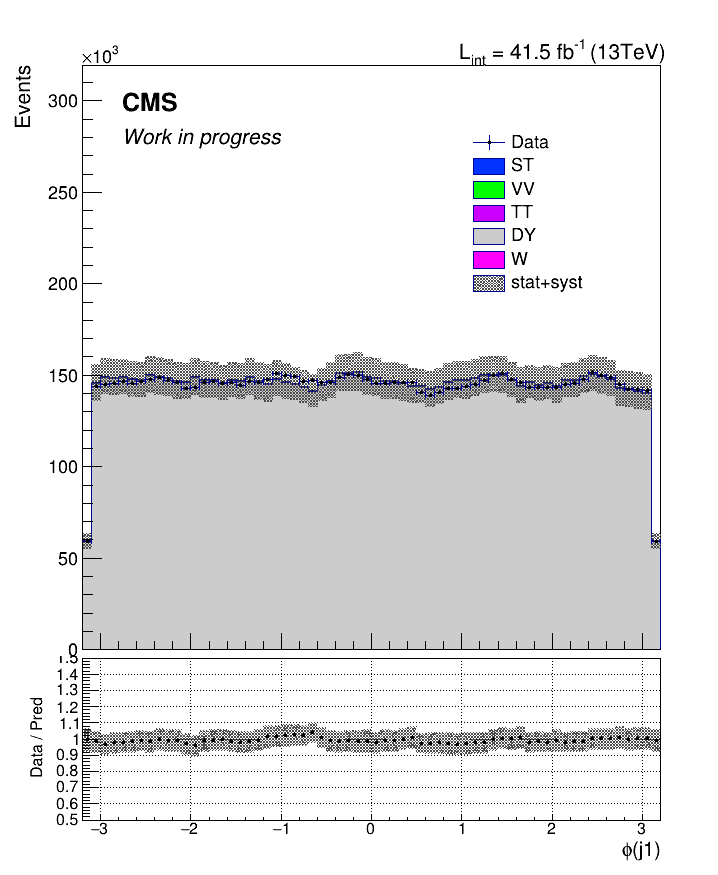 ×10³
L_int = 41.5 fb⁻¹ (13TeV)
Events
CMS
Work in progress
Data
ST
VV
TT
DY
W
stat+syst
300
250
200
150
100
50
0
Data / Pred
1.5
1.4
1.3
1.2
1.1
1
0.9
0.8
0.7
0.6
0.5
−3 −2 −1 0 1 2 3
ϕ(j1)